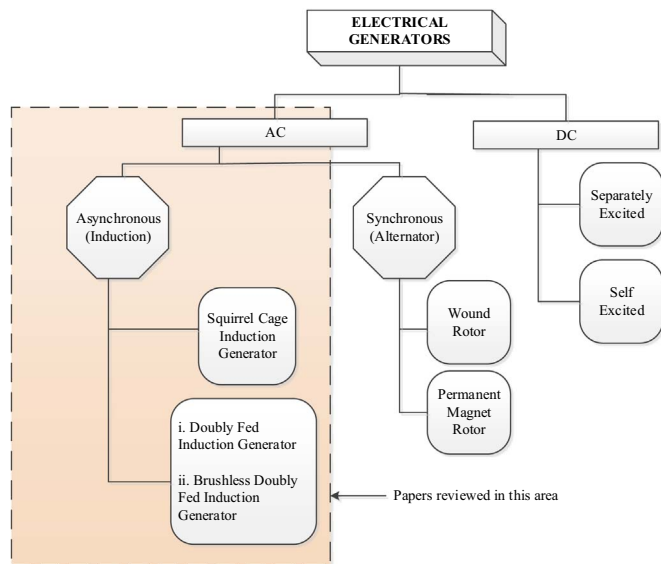 ELECTRICAL
GENERATORS
AC
DC
Asynchronous
(Induction)
Synchronous
(Alternator)
Separately
Excited
Self
Excited
Squirrel Cage
Induction
Generator
Wound
Rotor
Permanent
Magnet
Rotor
i. Doubly Fed
Induction Generator
ii. Brushless Doubly
Fed Induction
Generator
Papers reviewed in this area